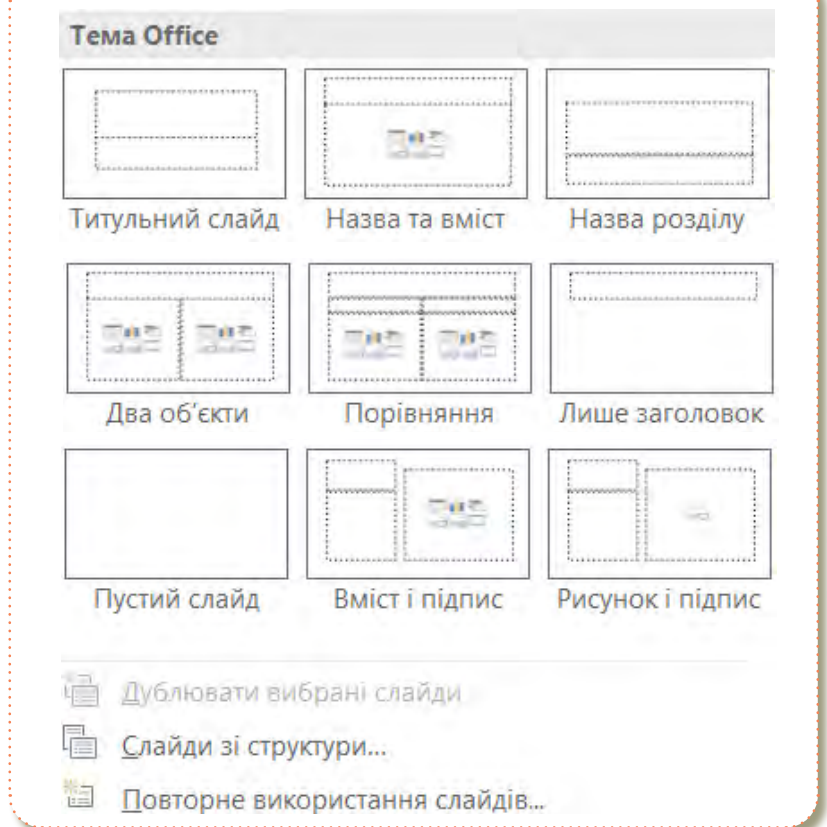 Тема Office
Титульний слайд
Назва та вміст
Назва розділу
Два об’єкти
Порівняння
Лише заголовок
Пустий слайд
Вміст і підпис
Рисунок і підпис
Дублювати вибрані слайди
Слайди зі структури...
Повторне використання слайдів...